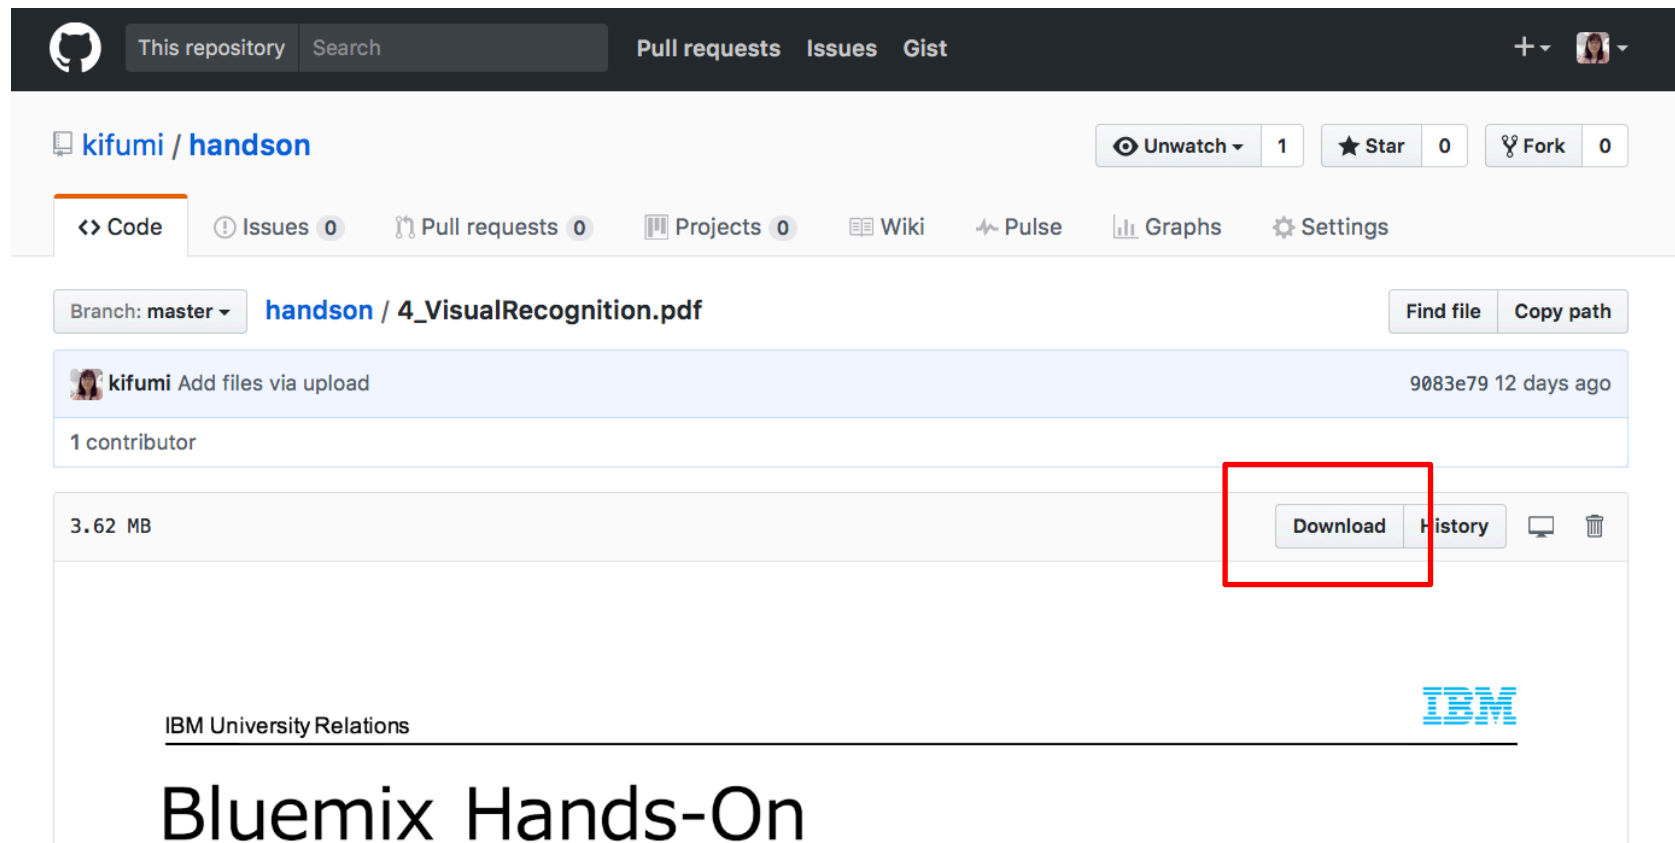 This repository Search Pull requests Issues Gist
kifumi / handson Unwatch 1 Star 0 Fork 0
<> Code Issues 0 Pull requests 0 Projects 0 Wiki Pulse Graphs Settings
Branch: master handson / 4_VisualRecognition.pdf Find file Copy path
kifumi Add files via upload 9083e79 12 days ago
1 contributor
3.62 MB Download History
IBM
IBM University Relations
Bluemix Hands-On